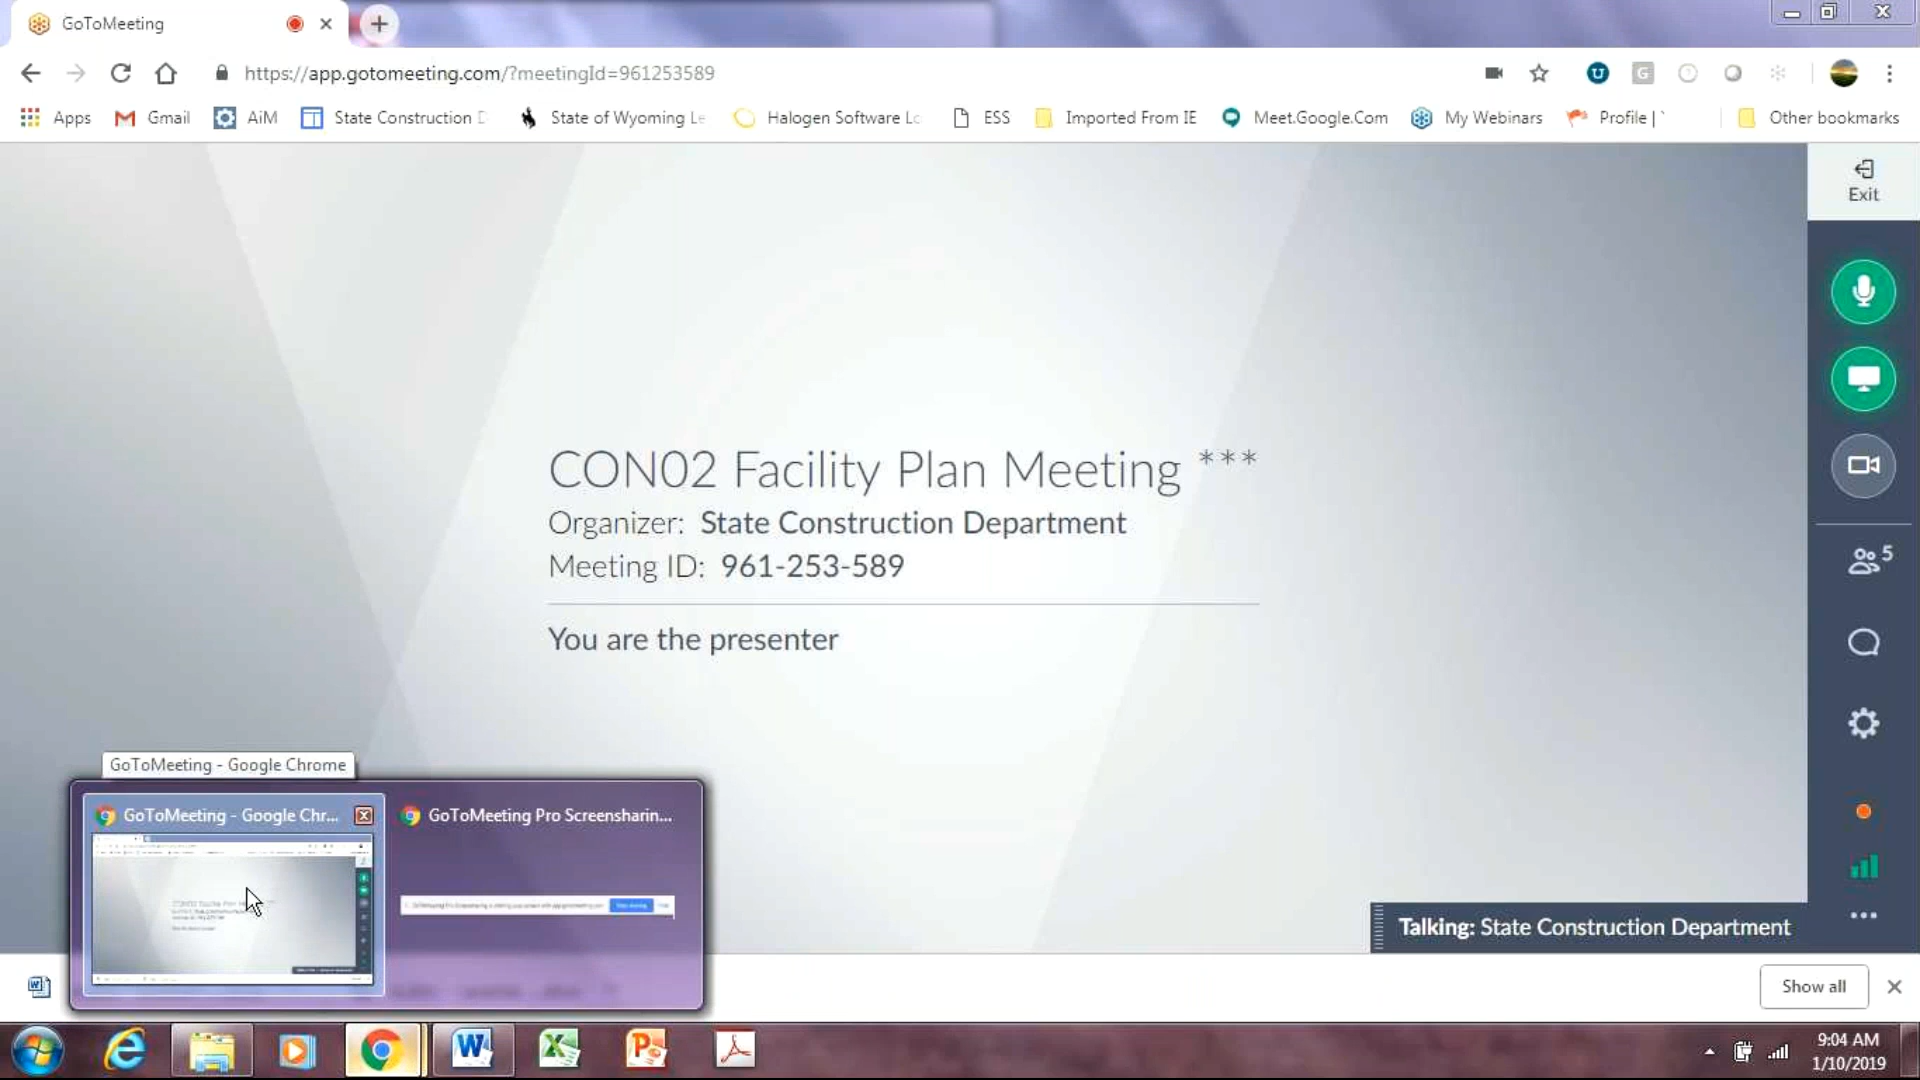 GoToMeeting
https://app.gotomeeting.com/?meetingId=961253589
Apps Gmail AiM State Construction D State of Wyoming Le Halogen Software Lo ESS Imported From IE Meet.Google.Com My Webinars Profile | Other bookmarks
Exit
CON02 Facility Plan Meeting ***
Organizer: State Construction Department
Meeting ID: 961-253-589
You are the presenter
5
GoToMeeting - Google Chrome
GoToMeeting - Google Chr... GoToMeeting Pro Screensharin...
Talking: State Construction Department
Show all
9:04 AM
1/10/2019